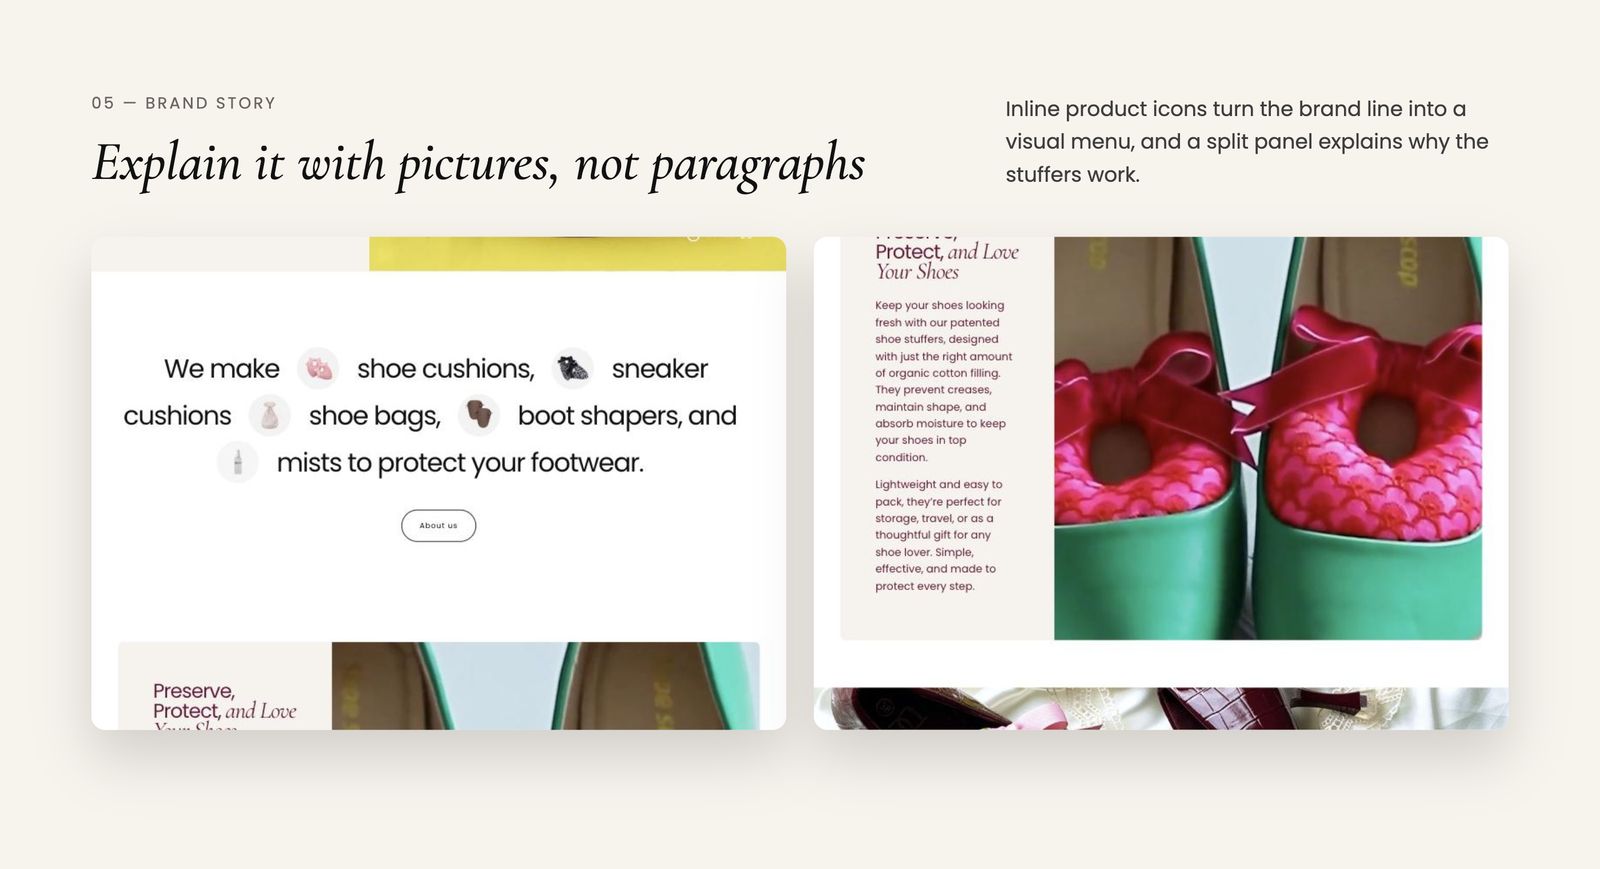 05 — BRAND STORY
Explain it with pictures, not paragraphs
Inline product icons turn the brand line into a
visual menu, and a split panel explains why the
stuffers work.
We make shoe cushions, sneaker
cushions shoe bags, boot shapers, and
mists to protect your footwear.
About us
Preserve,
Protect, and Love
Your Shoes
Preserve,
Protect, and Love
Your Shoes
Keep your shoes looking
fresh with our patented
shoe stuffers, designed
with just the right amount
of organic cotton filling.
They prevent creases,
maintain shape, and
absorb moisture to keep
your shoes in top
condition.
Lightweight and easy to
pack, they’re perfect for
storage, travel, or as a
thoughtful gift for any
shoe lover. Simple,
effective, and made to
protect every step.